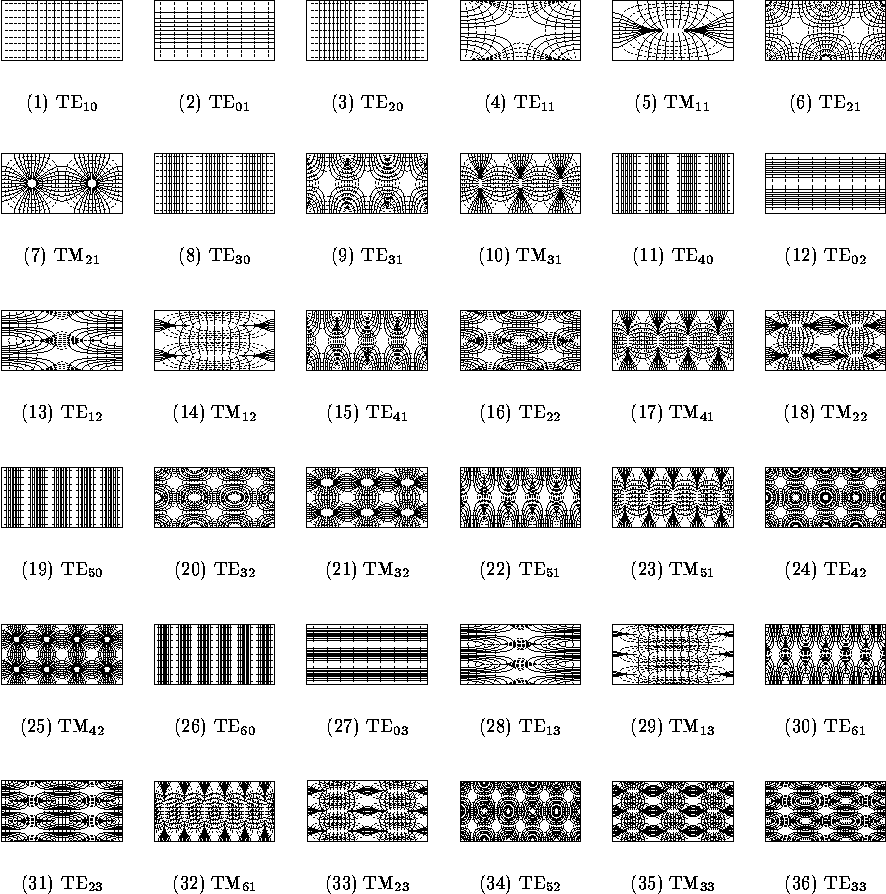 (1) TE₁₀ (2) TE₀₁ (3) TE₂₀ (4) TE₁₁ (5) TM₁₁ (6) TE₂₁
(7) TM₂₁ (8) TE₃₀ (9) TE₃₁ (10) TM₃₁ (11) TE₄₀ (12) TE₀₂
(13) TE₁₂ (14) TM₁₂ (15) TE₄₁ (16) TE₂₂ (17) TM₄₁ (18) TM₂₂
(19) TE₅₀ (20) TE₃₂ (21) TM₃₂ (22) TE₅₁ (23) TM₅₁ (24) TE₄₂
(25) TM₄₂ (26) TE₆₀ (27) TE₀₃ (28) TE₁₃ (29) TM₁₃ (30) TE₆₁
(31) TE₂₃ (32) TM₆₁ (33) TM₂₃ (34) TE₅₂ (35) TM₃₃ (36) TE₃₃